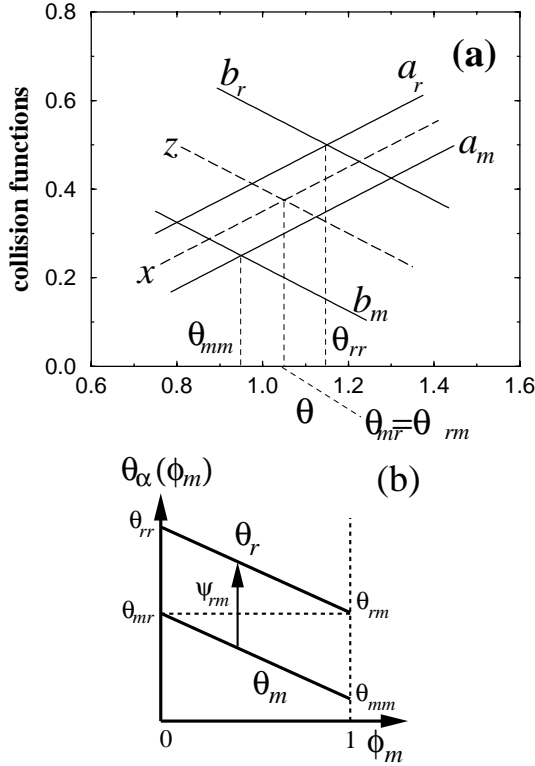 0.8
(a)
b_r
a_r
0.6
z
a_m
0.4
collision functions
x
b_m
0.2
θ_mm
θ_rr
0.0
0.6 0.8 1.0 1.2 1.4 1.6
θ
θ_mr=θ_rm
θ_α(ϕ_m)
(b)
θ_rr
θ_r
ψ_rm
θ_mr
θ_rm
θ_m
θ_mm
0 1 ϕ_m